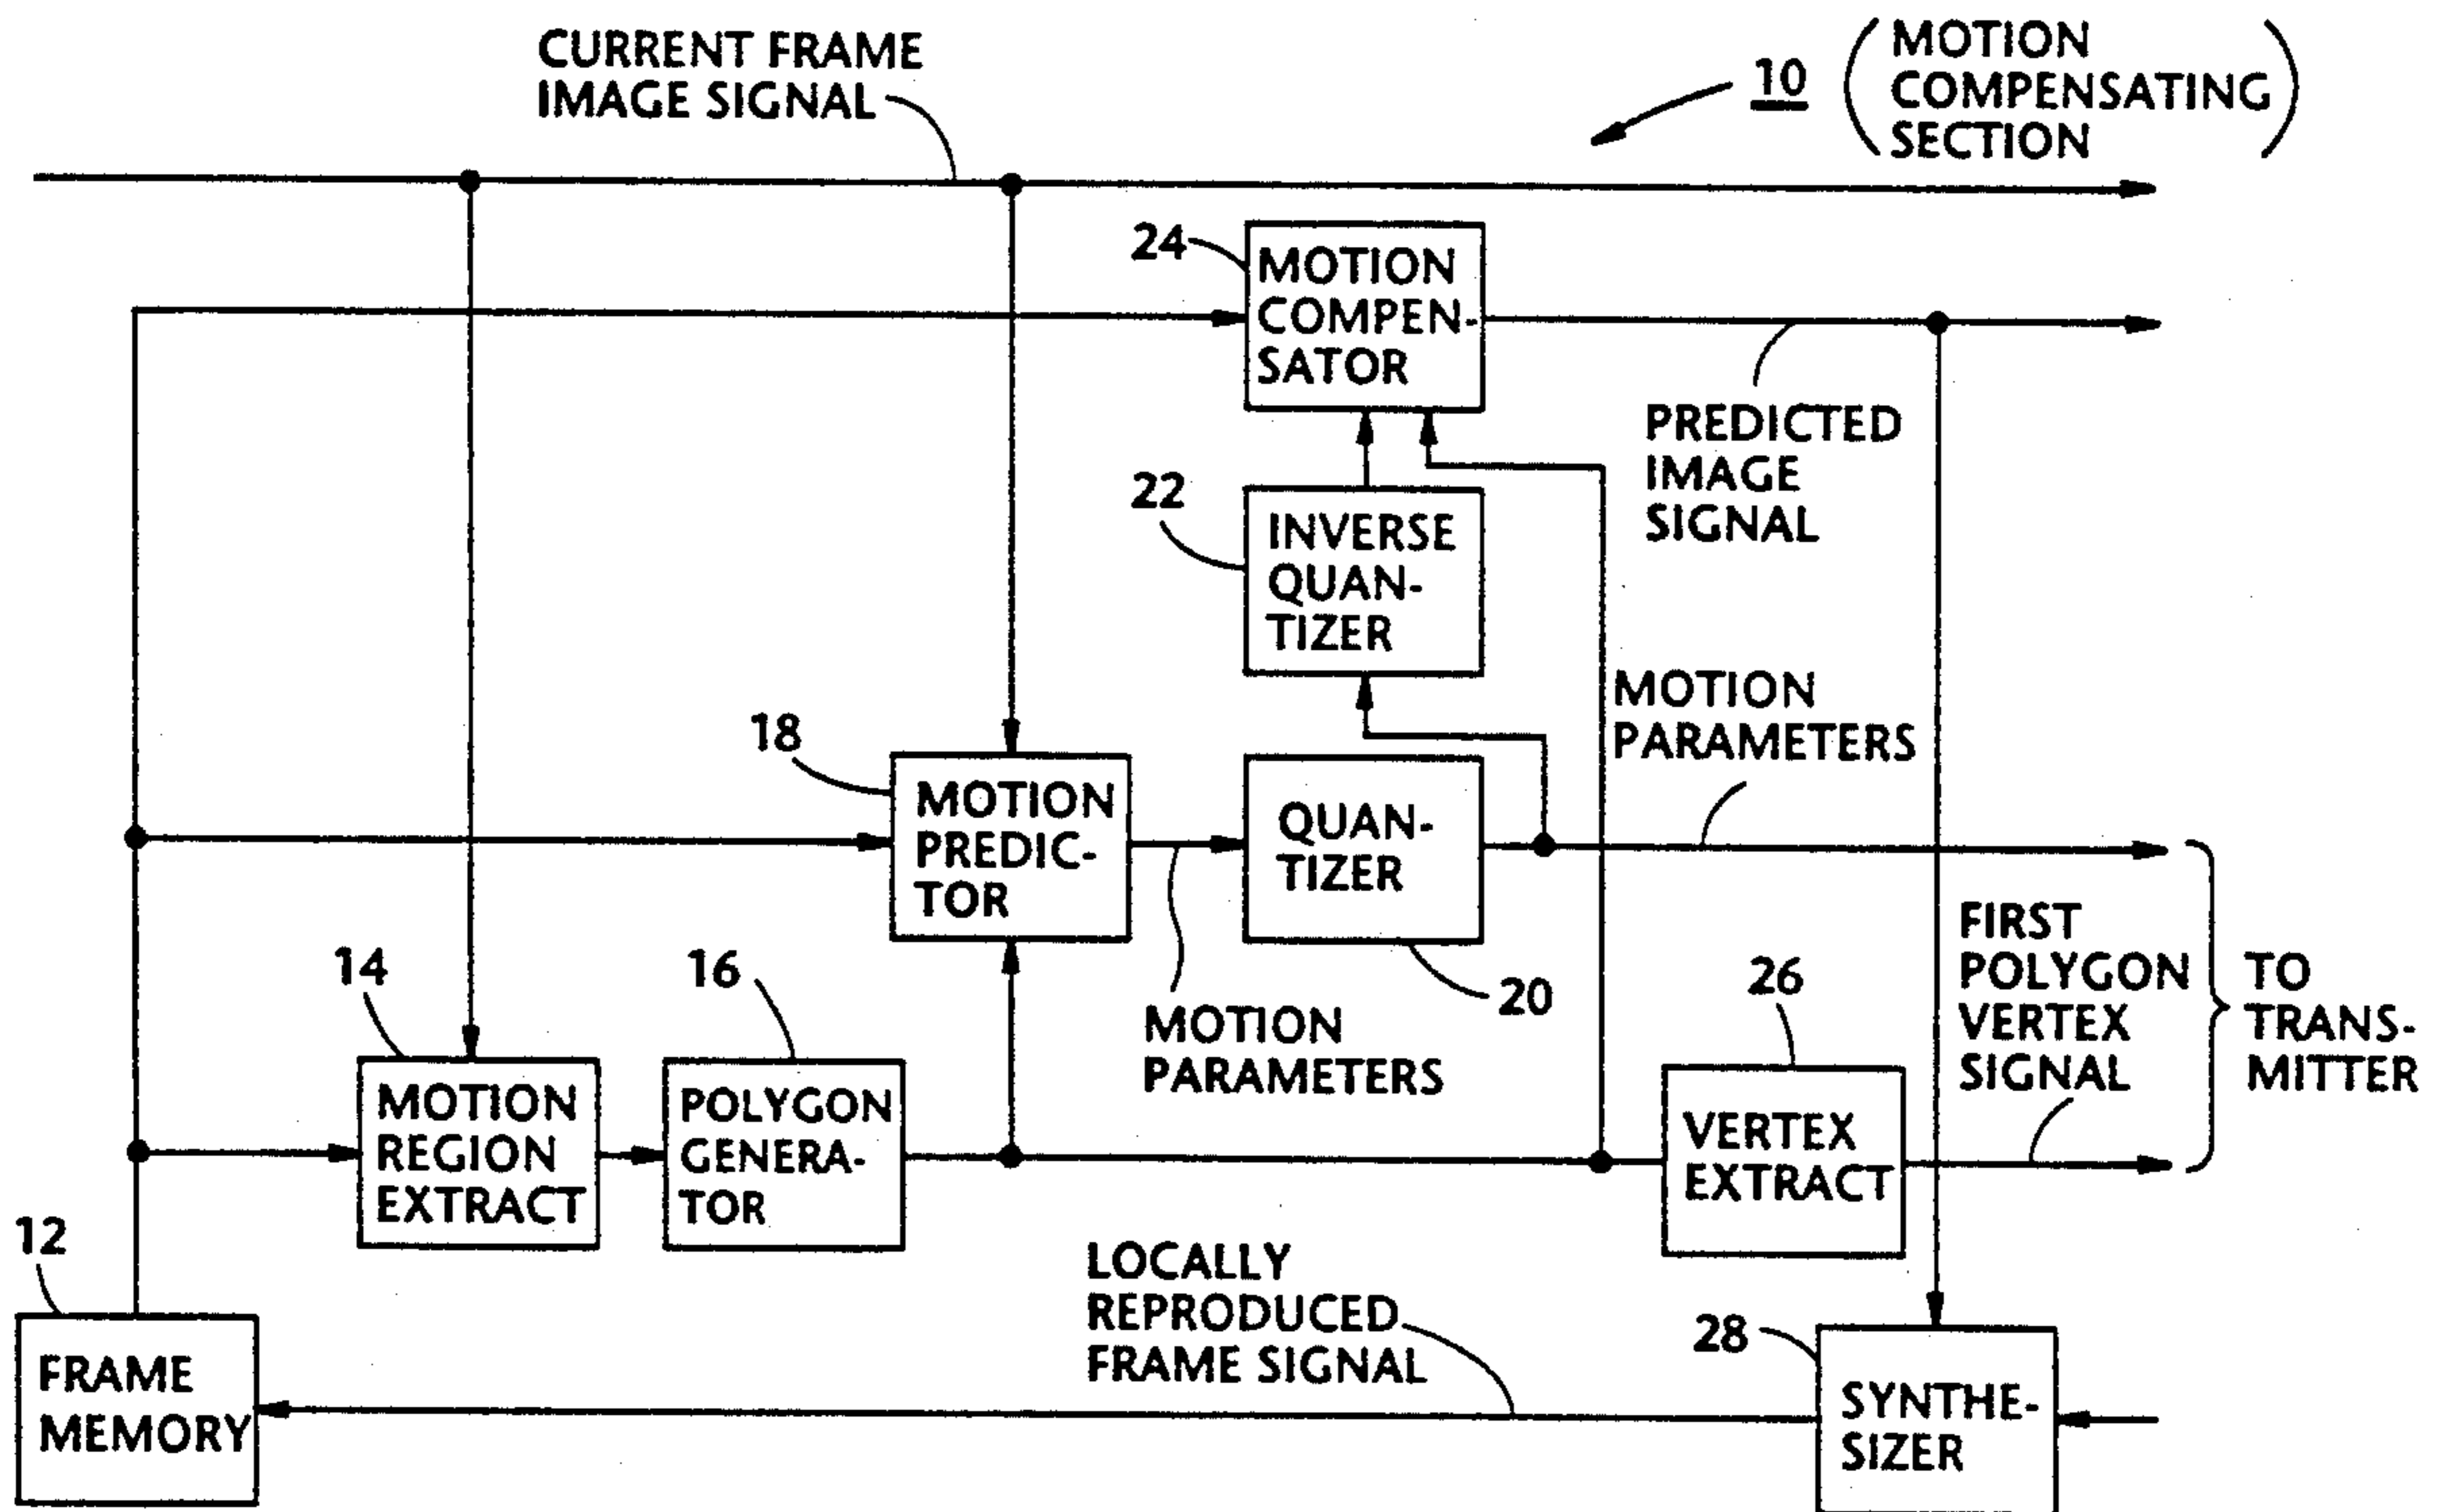 CURRENT FRAME
IMAGE SIGNAL
10
MOTION
COMPENSATING
SECTION
24
MOTION
COMPEN-
SATOR
PREDICTED
IMAGE
SIGNAL
22
INVERSE
QUAN-
TIZER
MOTION
PARAMETERS
18
MOTION
PREDIC-
TOR
QUAN-
TIZER
20
MOTION
PARAMETERS
FIRST
POLYGON
VERTEX
SIGNAL
TO
TRANS-
MITTER
14
MOTION
REGION
EXTRACT
16
POLYGON
GENERA-
TOR
26
VERTEX
EXTRACT
12
FRAME
MEMORY
LOCALLY
REPRODUCED
FRAME SIGNAL
28
SYNTHE-
SIZER